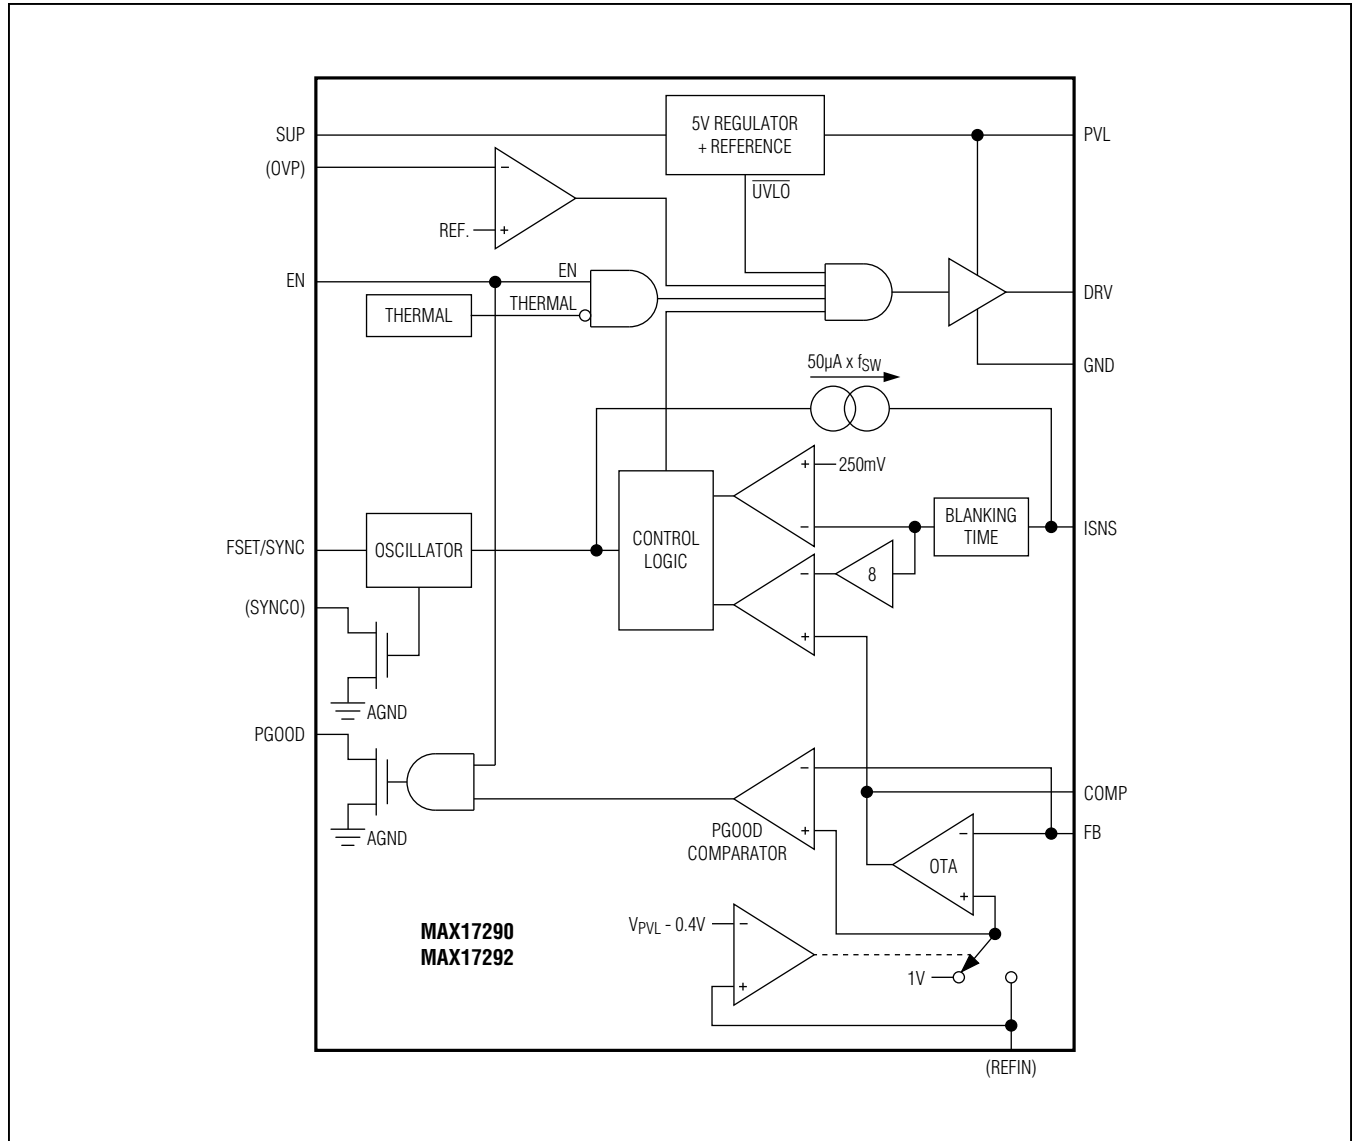 SUP
5V REGULATOR
+ REFERENCE
PVL
(OVP)
−
UVLO
REF.
+
EN
EN
THERMAL
THERMAL
DRV
GND
50µA x fSW
+
250mV
BLANKING
TIME
ISNS
−
CONTROL
LOGIC
FSET/SYNC
OSCILLATOR
−
8
(SYNCO)
+
AGND
PGOOD
−
COMP
+
PGOOD
COMPARATOR
−
FB
OTA
+
AGND
MAX17290
MAX17292
VPVL - 0.4V
−
1V
+
(REFIN)